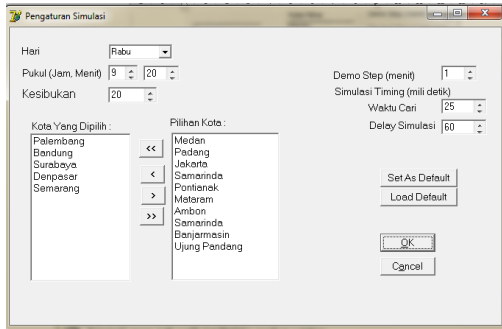 Pengaturan Simulasi
Hari Rabu
Pukul (Jam, Menit) 9 20
Kesibukan 20
Demo Step (menit) 1
Simulasi Timing (mili detik)
Waktu Cari 25
Delay Simulasi 60
Kota Yang Dipilih :
Palembang
Bandung
Surabaya
Denpasar
Semarang
<<
<
>
>>
Pilihan Kota :
Medan
Padang
Jakarta
Samarinda
Pontianak
Mataram
Ambon
Samarinda
Banjarmasin
Ujung Pandang
Set As Default
Load Default
OK
Cancel